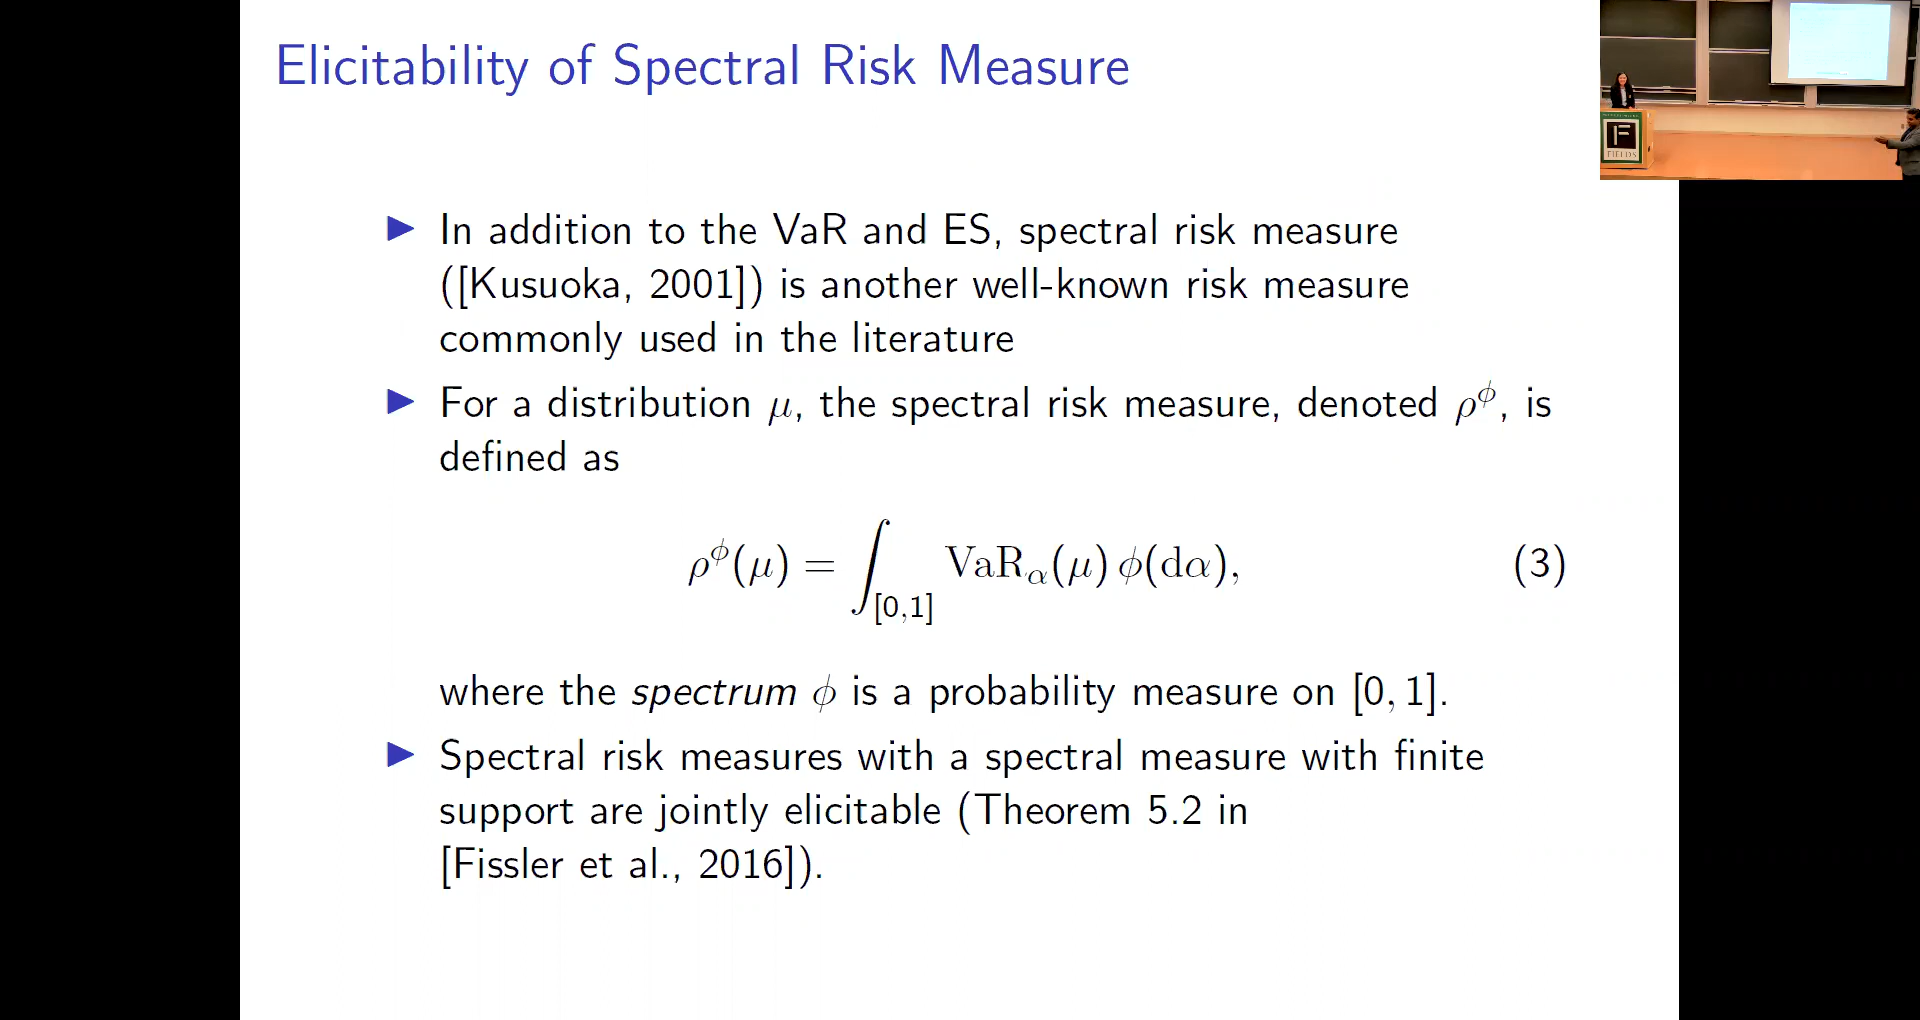 Elicitability of Spectral Risk Measure
In addition to the VaR and ES, spectral risk measure
([Kusuoka, 2001]) is another well-known risk measure
commonly used in the literature
For a distribution μ, the spectral risk measure, denoted ρ^ϕ, is
defined as
ρ^ϕ(μ) = ∫_[0,1] VaR_α(μ) ϕ(dα), (3)
where the spectrum ϕ is a probability measure on [0, 1].
Spectral risk measures with a spectral measure with finite
support are jointly elicitable (Theorem 5.2 in
[Fissler et al., 2016]).
FIELDS